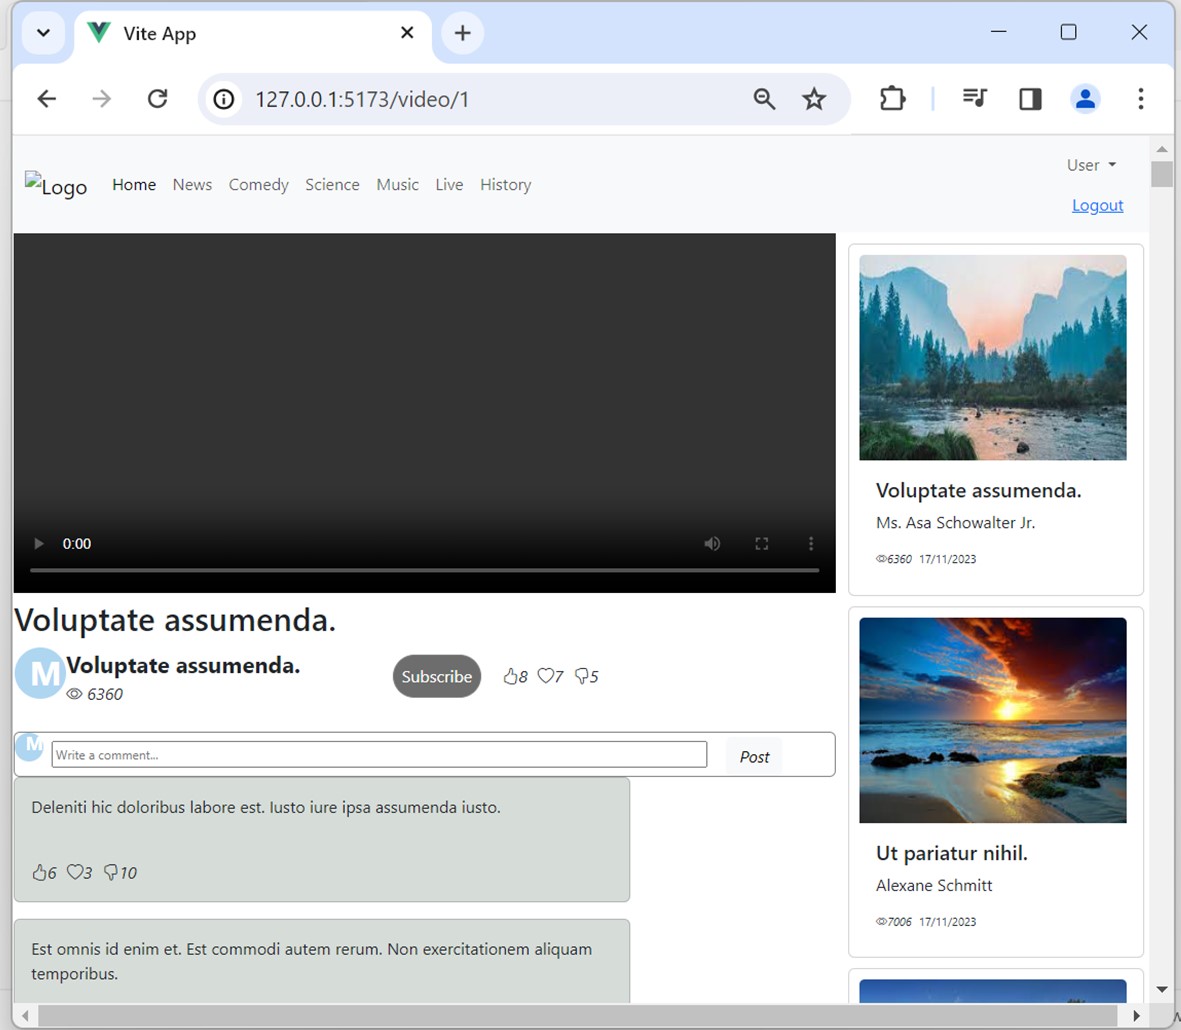 Vite App
127.0.0.1:5173/video/1
Logo Home News Comedy Science Music Live History
User
Logout
0:00
Voluptate assumenda.
M Voluptate assumenda.
6360
Subscribe 8 7 5
M Write a comment... Post
Deleniti hic doloribus labore est. Iusto iure ipsa assumenda iusto.
6 3 10
Est omnis id enim et. Est commodi autem rerum. Non exercitationem aliquam
temporibus.
Voluptate assumenda.
Ms. Asa Schowalter Jr.
6360 17/11/2023
Ut pariatur nihil.
Alexane Schmitt
7006 17/11/2023